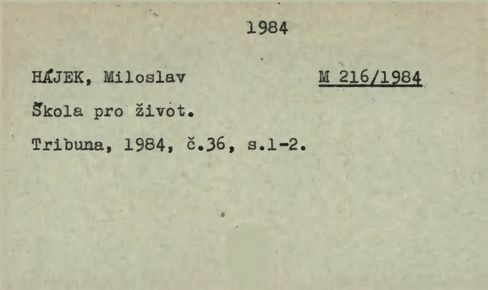 1984
HÁJEK, Miloslav M 216/1984
Škola pro život.
Tribuna, 1984, č.36, s.1-2.